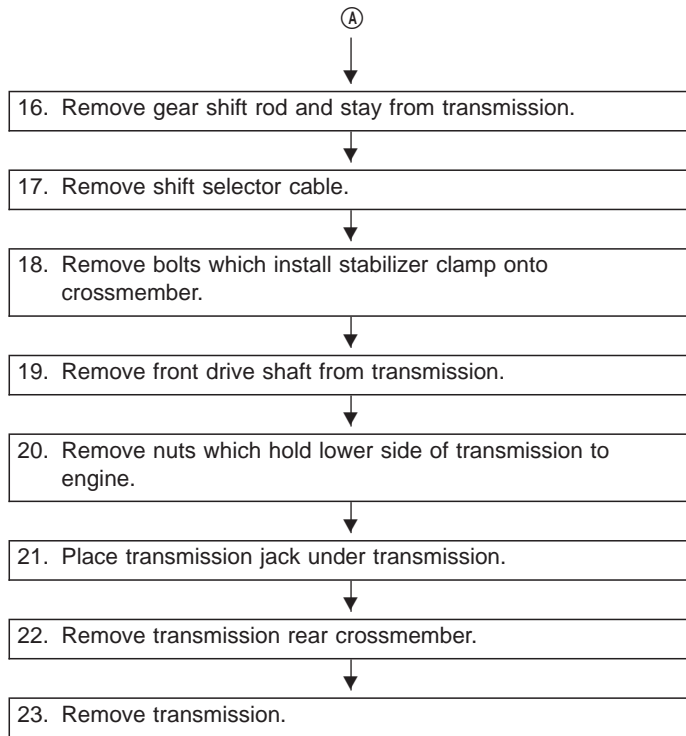 Ⓐ
16. Remove gear shift rod and stay from transmission.
17. Remove shift selector cable.
18. Remove bolts which install stabilizer clamp onto
crossmember.
19. Remove front drive shaft from transmission.
20. Remove nuts which hold lower side of transmission to
engine.
21. Place transmission jack under transmission.
22. Remove transmission rear crossmember.
23. Remove transmission.